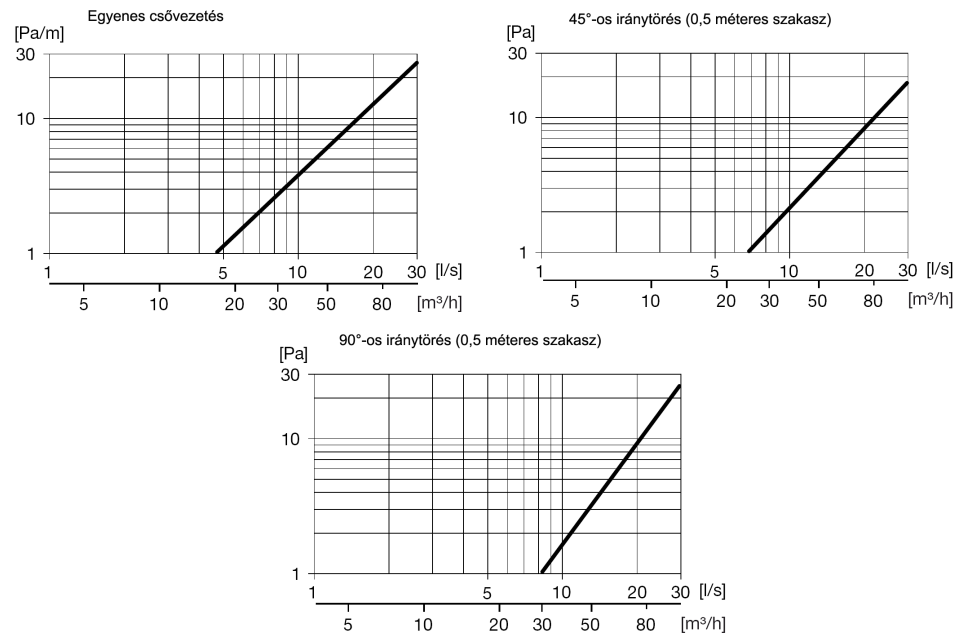 Egyenes csővezetés
[Pa/m]
30
10
1
1 5 10 20 30 [l/s]
5 10 20 30 50 80 [m³/h]
45°-os iránytörés (0,5 méteres szakasz)
[Pa]
30
10
1
1 5 10 20 30 [l/s]
5 10 20 30 50 80 [m³/h]
90°-os iránytörés (0,5 méteres szakasz)
[Pa]
30
10
1
1 5 10 20 30 [l/s]
5 10 20 30 50 80 [m³/h]